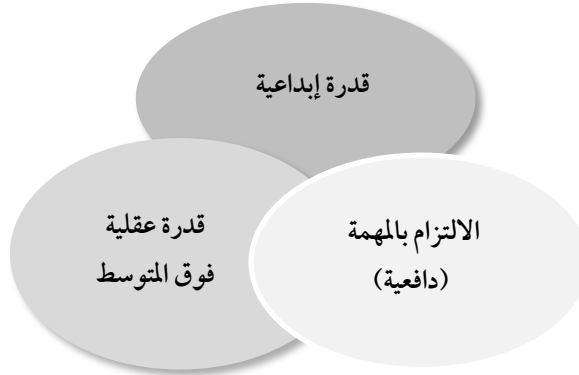 قدرة إبداعية
قدرة عقلية
فوق المتوسط
الالتزام بالمهمة
(دافعية)